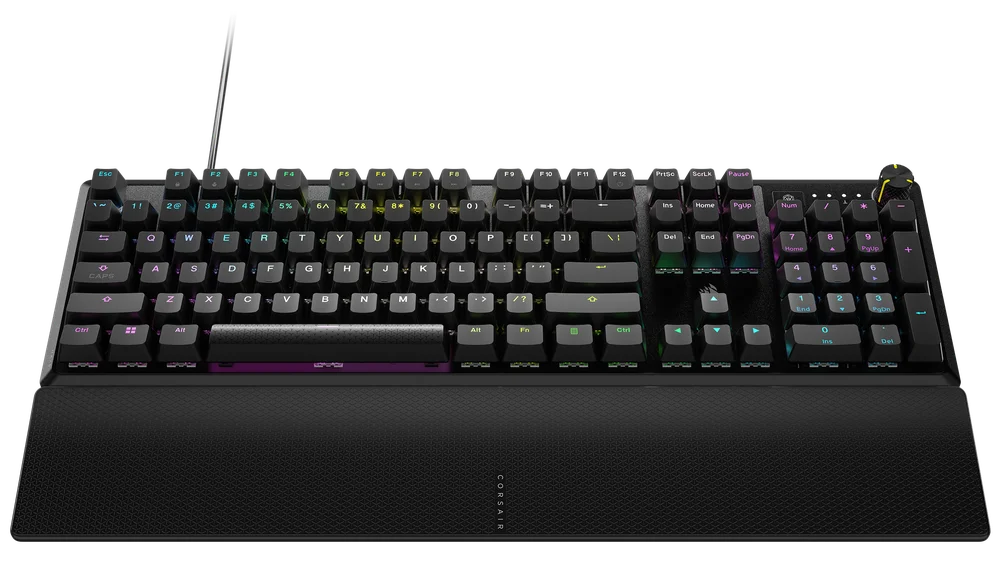 Esc F1 F2 F3 F4 F5 F6 F7 F8 F9 F10 F11 F12 PrtSc ScrLk Pause
`~ 1! 2@ 3# 4$ 5% 6^ 7& 8* 9( 0) -_ =+ Ins Home PgUp Num / * -
Q W E R T Y U I O P [{ ]} \| Del End PgDn 7 Home 8 9 PgUp +
CAPS A S D F G H J K L ;: '" 4 5 6
Z X C V B N M ,< .> /? 1 End 2 3 PgDn
Ctrl Alt Alt Fn Ctrl 0 Ins . Del
CORSAIR